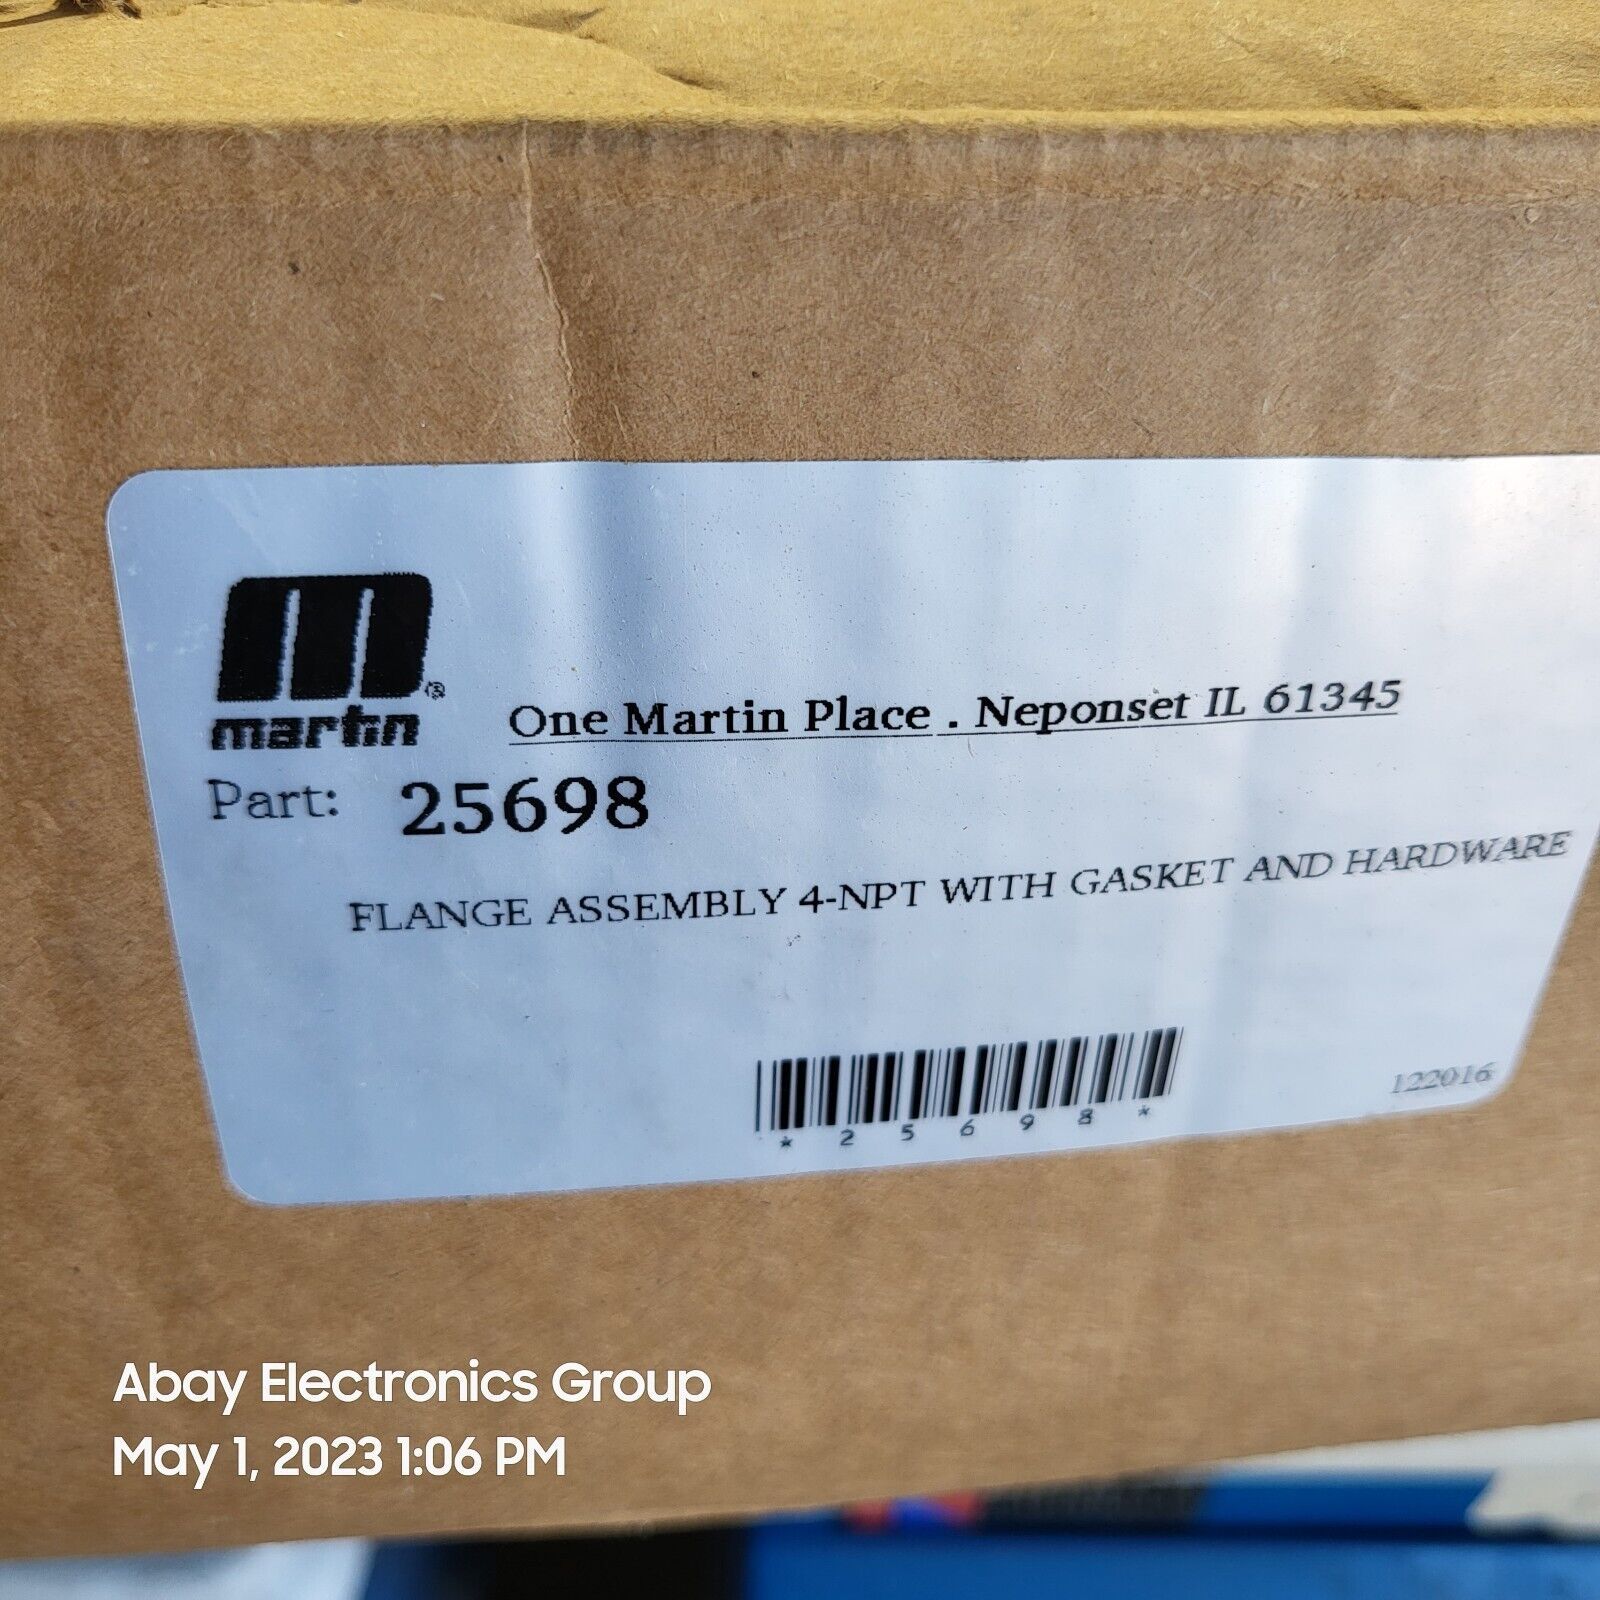 martin®
One Martin Place . Neponset IL 61345
Part: 25698
FLANGE ASSEMBLY 4-NPT WITH GASKET AND HARDWARE
*25698*
122016
Abay Electronics Group
May 1, 2023 1:06 PM